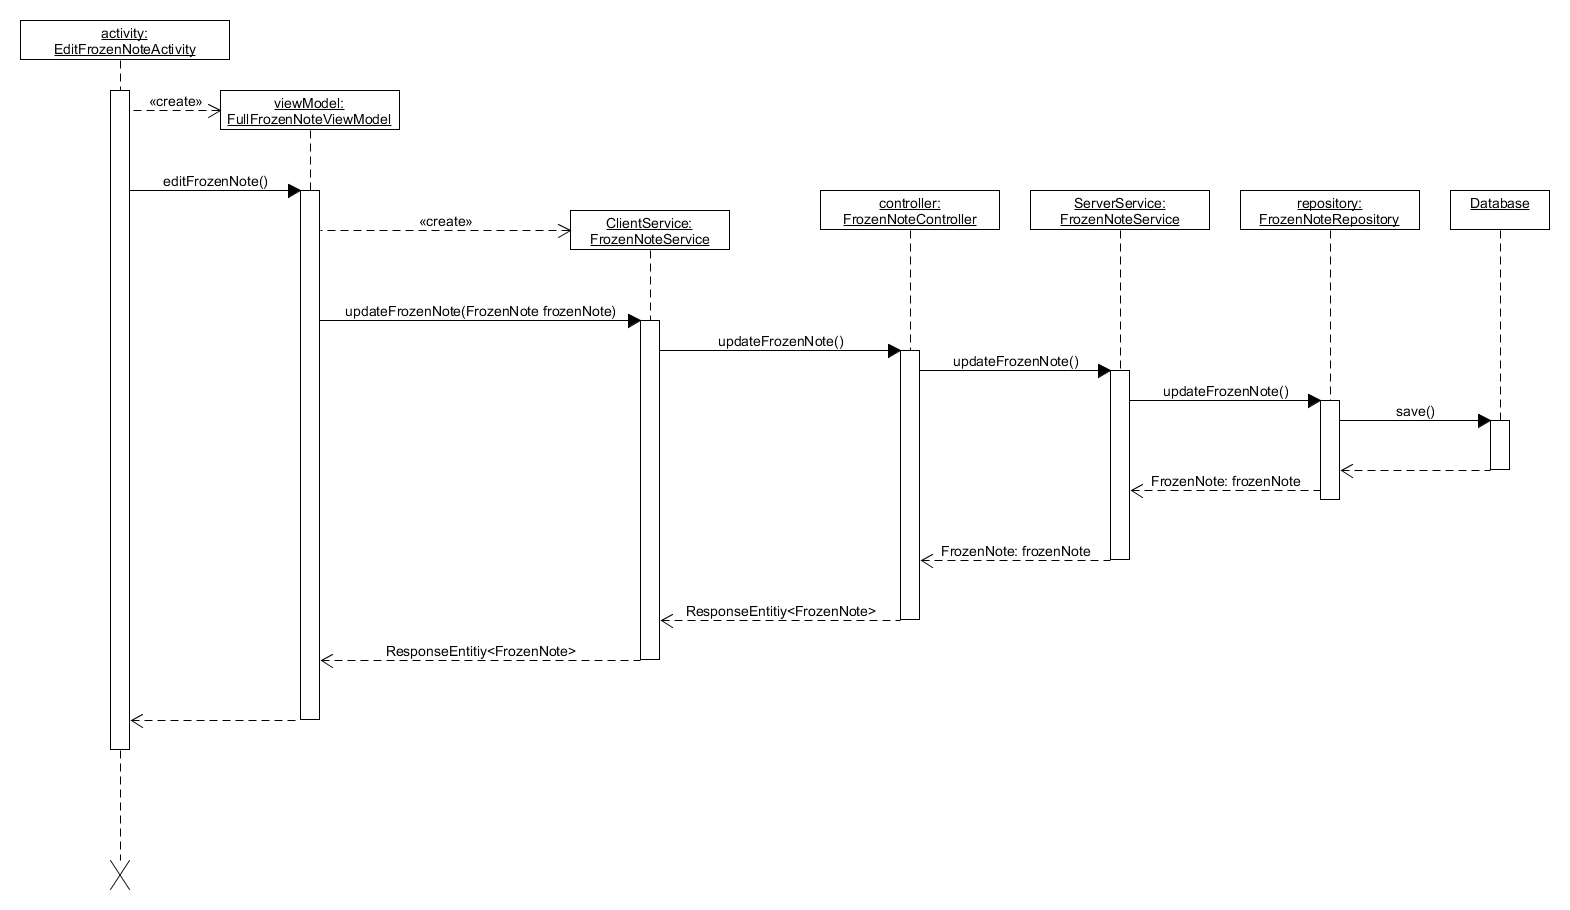 activity:
EditFrozenNoteActivity
«create»
viewModel:
FullFrozenNoteViewModel
editFrozenNote()
«create»
ClientService:
FrozenNoteService
controller:
FrozenNoteController
ServerService:
FrozenNoteService
repository:
FrozenNoteRepository
Database
updateFrozenNote(FrozenNote frozenNote)
updateFrozenNote()
updateFrozenNote()
updateFrozenNote()
save()
FrozenNote: frozenNote
FrozenNote: frozenNote
ResponseEntitiy<FrozenNote>
ResponseEntitiy<FrozenNote>